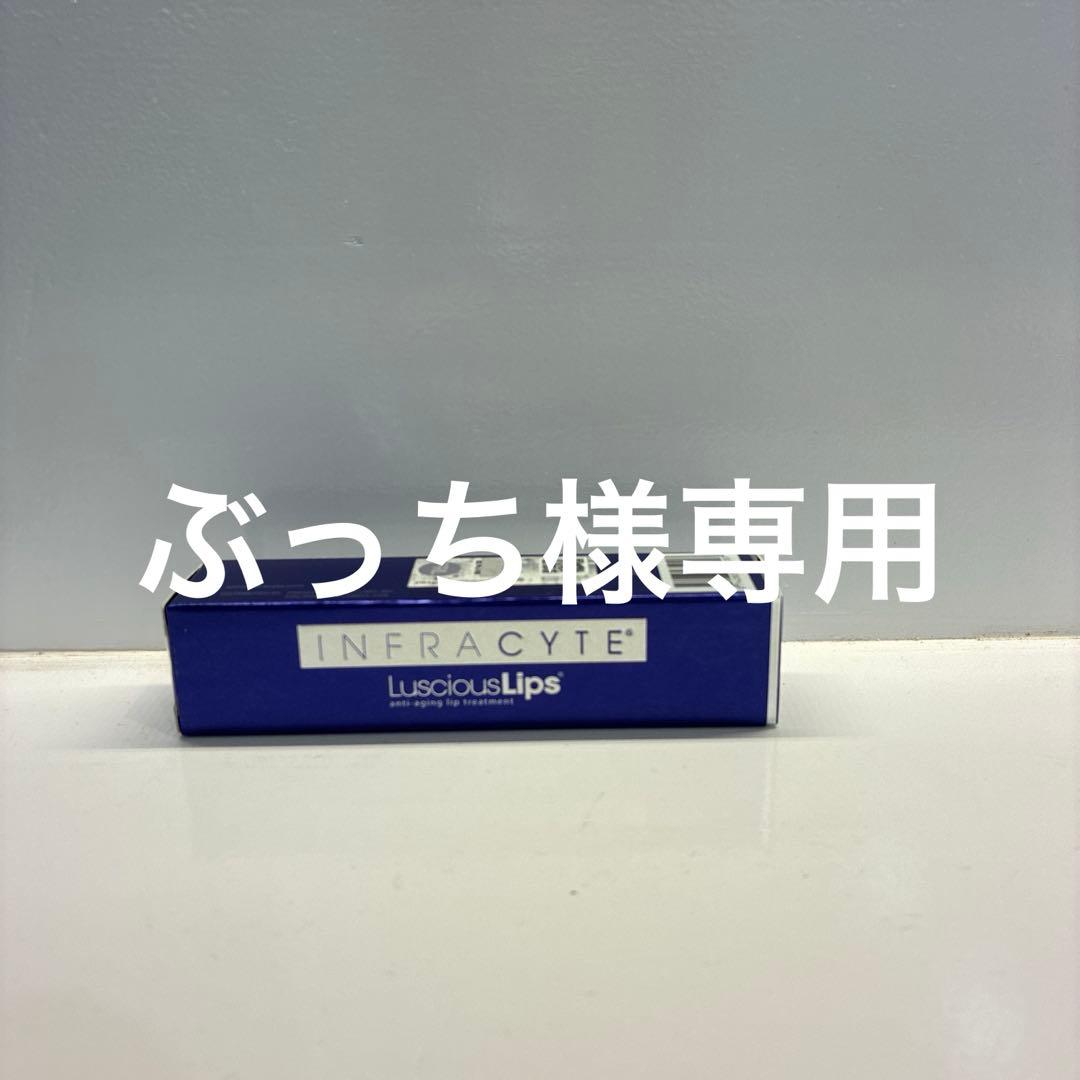 ぶっち様専用
INFRACYTE®
LusciousLips®
anti-aging lip treatment